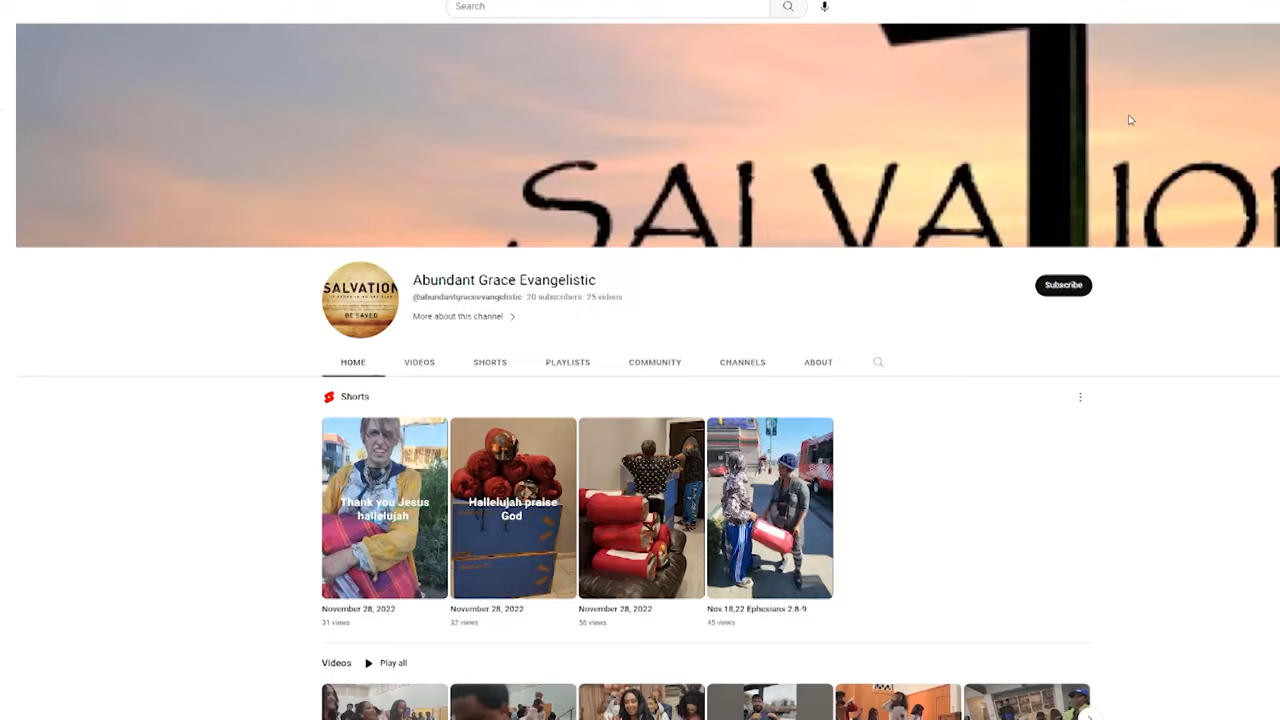 Search
SALVATION
Abundant Grace Evangelistic
@abundantgraceevangelistic 20 subscribers 25 videos
More about this channel
Subscribe
SALVATION
BE SAVED
HOME VIDEOS SHORTS PLAYLISTS COMMUNITY CHANNELS ABOUT
Shorts
Thank you Jesus
hallelujah
Hallelujah praise
God
November 28, 2022
31 views
November 28, 2022
32 views
November 28, 2022
56 views
Nov.18,22 Ephesians 2:8-9
45 views
Videos Play all